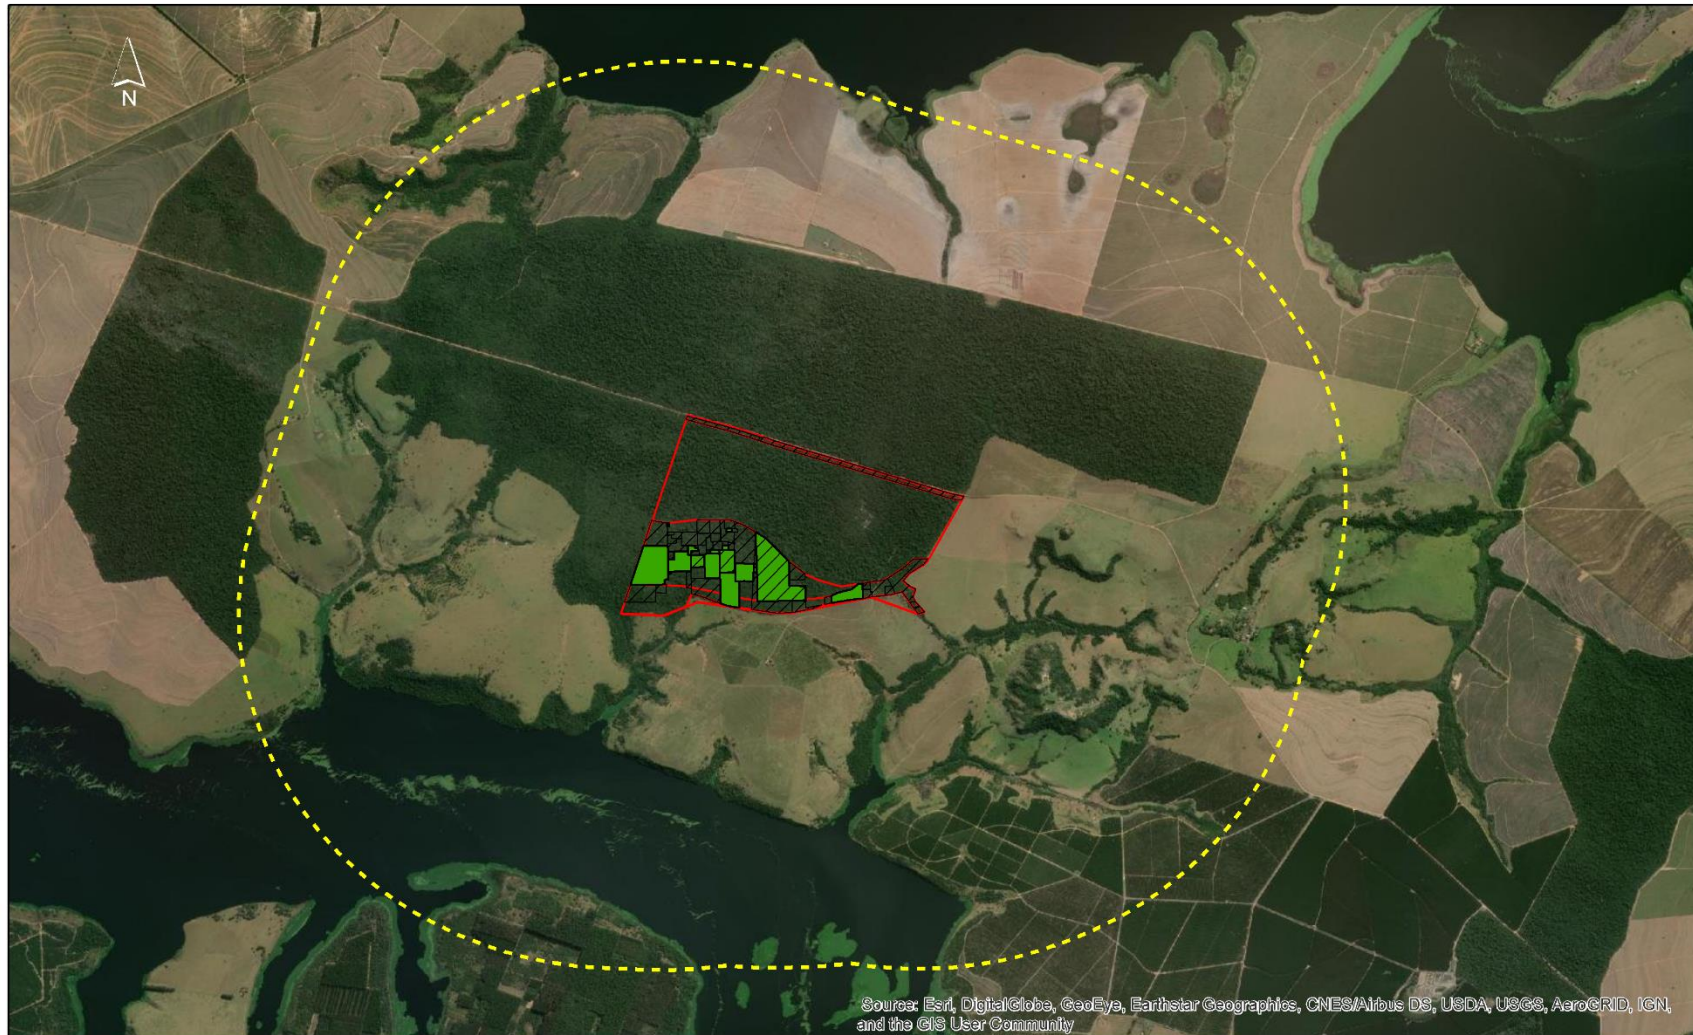 N
Source: Esri, DigitalGlobe, GeoEye, Earthstar Geographics, CNES/Airbus DS, USDA, USGS, AeroGRID, IGN,
and the GIS User Community